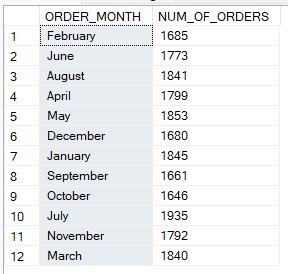 ORDER_MONTH NUM_OF_ORDERS
1 February 1685
2 June 1773
3 August 1841
4 April 1799
5 May 1853
6 December 1680
7 January 1845
8 September 1661
9 October 1646
10 July 1935
11 November 1792
12 March 1840